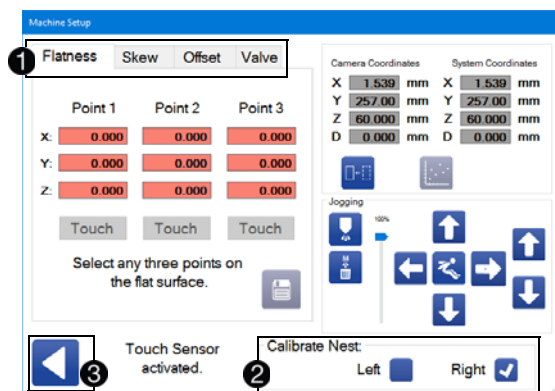 Machine Setup
1
Flatness Skew Offset Valve
Point 1 Point 2 Point 3
X: 0.000 0.000 0.000
Y: 0.000 0.000 0.000
Z: 0.000 0.000 0.000
Touch Touch Touch
Select any three points on
the flat surface.
Camera Coordinates System Coordinates
X 1.539 mm X 1.539 mm
Y 257.00 mm Y 257.00 mm
Z 60.000 mm Z 60.000 mm
D 0.000 mm D 0.000 mm
Jogging
100%
3
Touch Sensor
activated.
2
Calibrate Nest:
Left Right